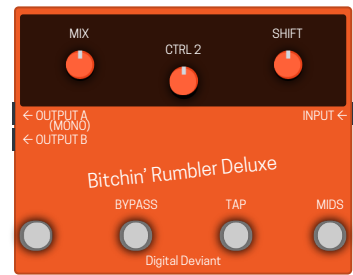 MIX
CTRL 2
SHIFT
← OUTPUT A
(MONO)
INPUT ←
← OUTPUT B
Bitchin' Rumbler Deluxe
BYPASS
TAP
MIDS
Digital Deviant